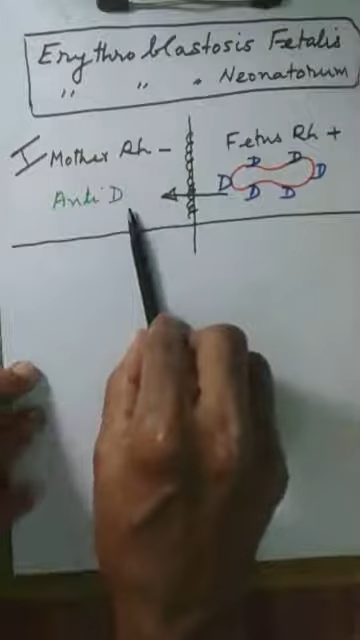 Erythroblastosis Fetalis
" " " Neonatorum
I Mother Rh -
Fetus Rh +
D D D D D D
Anti D